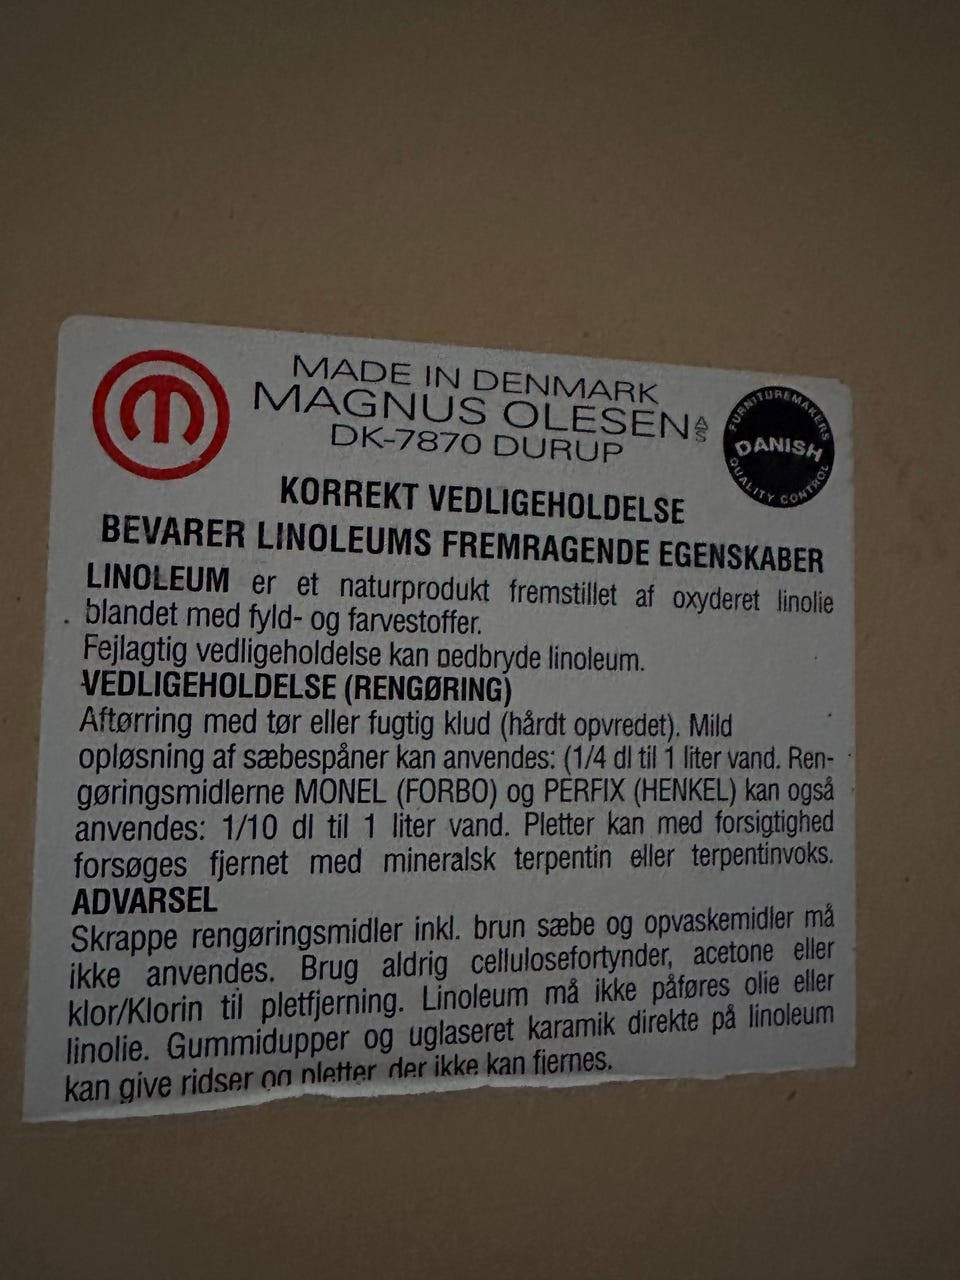 MADE IN DENMARK
MAGNUS OLESEN A/S
DK-7870 DURUP
FURNITUREMAKERS
DANISH
QUALITY CONTROL
KORREKT VEDLIGEHOLDELSE
BEVARER LINOLEUMS FREMRAGENDE EGENSKABER
LINOLEUM er et naturprodukt fremstillet af oxyderet linolie
blandet med fyld- og farvestoffer.
Fejlagtig vedligeholdelse kan nedbryde linoleum.
VEDLIGEHOLDELSE (RENGØRING)
Aftørring med tør eller fugtig klud (hårdt opvredet). Mild
opløsning af sæbespåner kan anvendes: (1/4 dl til 1 liter vand. Ren-
gøringsmidlerne MONEL (FORBO) og PERFIX (HENKEL) kan også
anvendes: 1/10 dl til 1 liter vand. Pletter kan med forsigtighed
forsøges fjernet med mineralsk terpentin eller terpentinvoks.
ADVARSEL
Skrappe rengøringsmidler inkl. brun sæbe og opvaskemidler må
ikke anvendes. Brug aldrig cellulosefortynder, acetone eller
klor/Klorin til pletfjerning. Linoleum må ikke påføres olie eller
linolie. Gummidupper og uglaseret karamik direkte på linoleum
kan give ridser og pletter der ikke kan fjernes.